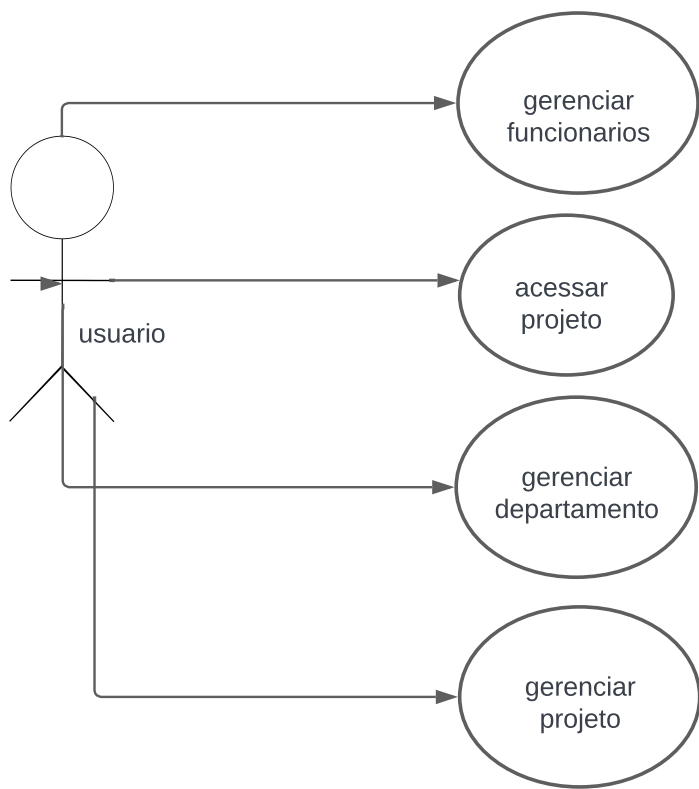 gerenciar
funcionarios
acessar
projeto
usuario
gerenciar
departamento
gerenciar
projeto